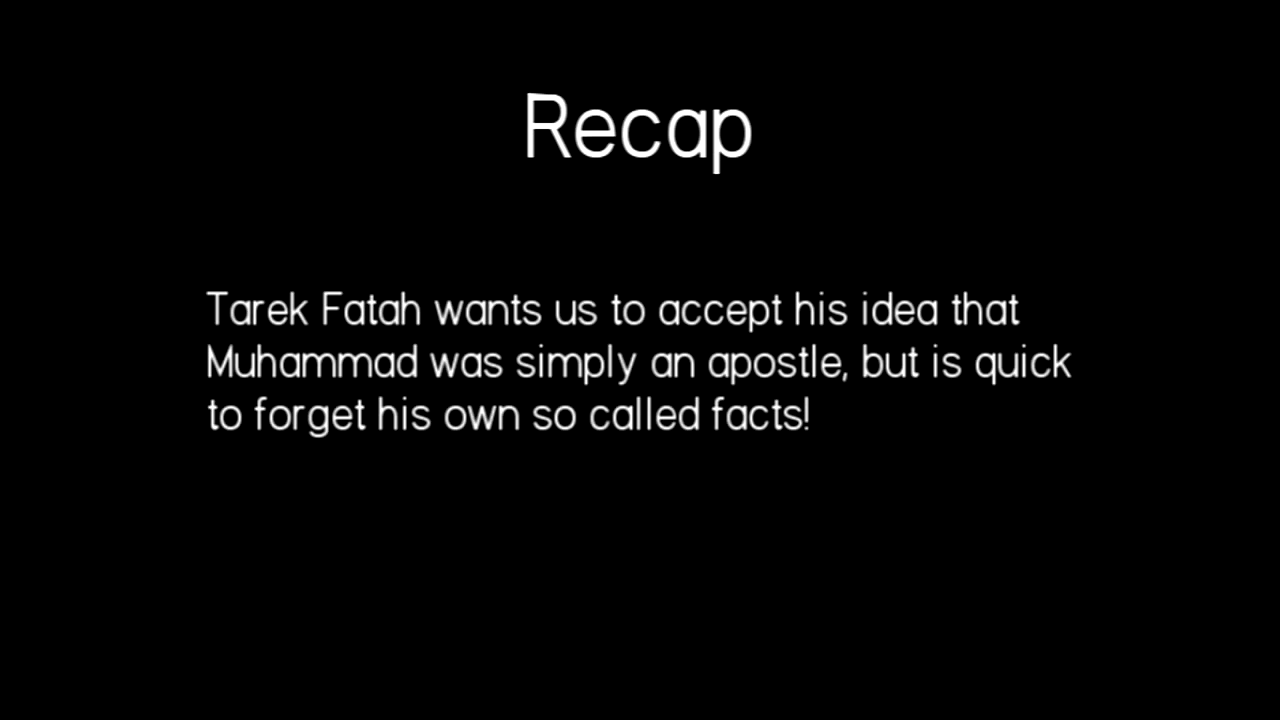 Recap
Tarek Fatah wants us to accept his idea that
Muhammad was simply an apostle, but is quick
to forget his own so called facts!